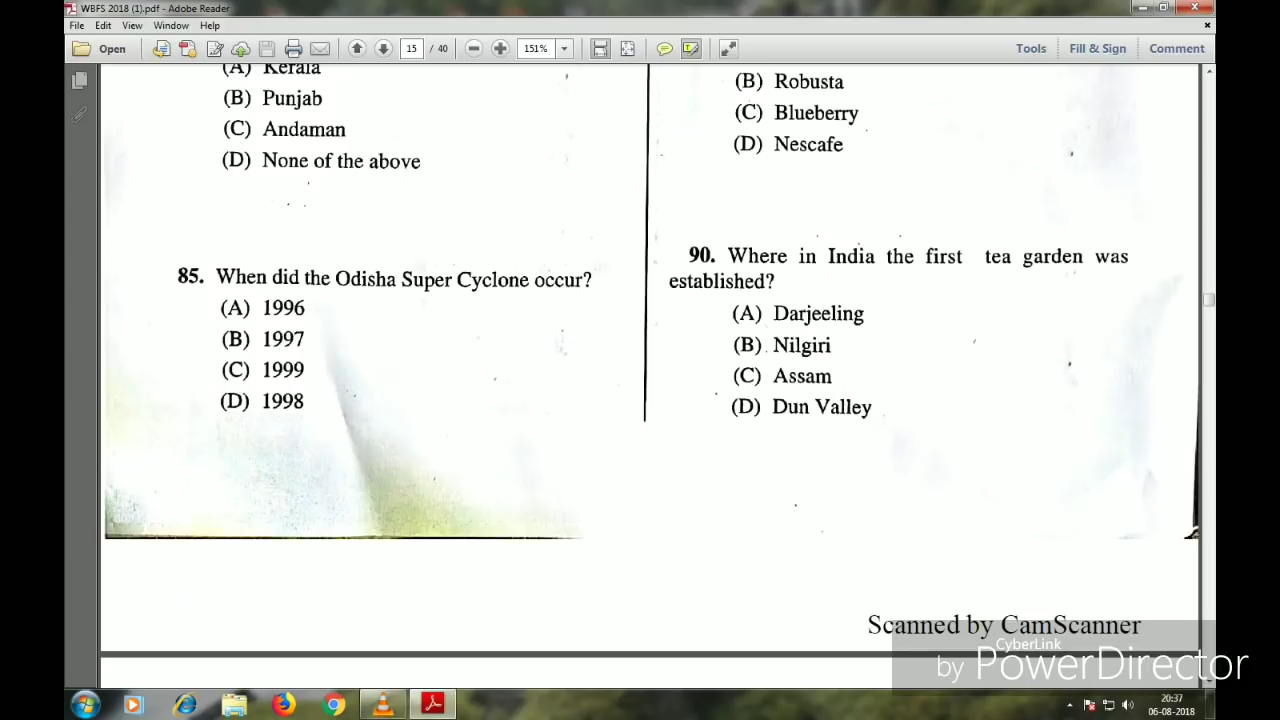 WBFS 2018 (1).pdf - Adobe Reader
File Edit View Window Help
Open 15 / 40 151% Tools Fill & Sign Comment
(A) Kerala
(B) Punjab
(C) Andaman
(D) None of the above
85. When did the Odisha Super Cyclone occur?
(A) 1996
(B) 1997
(C) 1999
(D) 1998
(B) Robusta
(C) Blueberry
(D) Nescafe
90. Where in India the first tea garden was
established?
(A) Darjeeling
(B) Nilgiri
(C) Assam
(D) Dun Valley
Scanned by CamScanner
CyberLink
by PowerDirector
20:37
06-08-2018